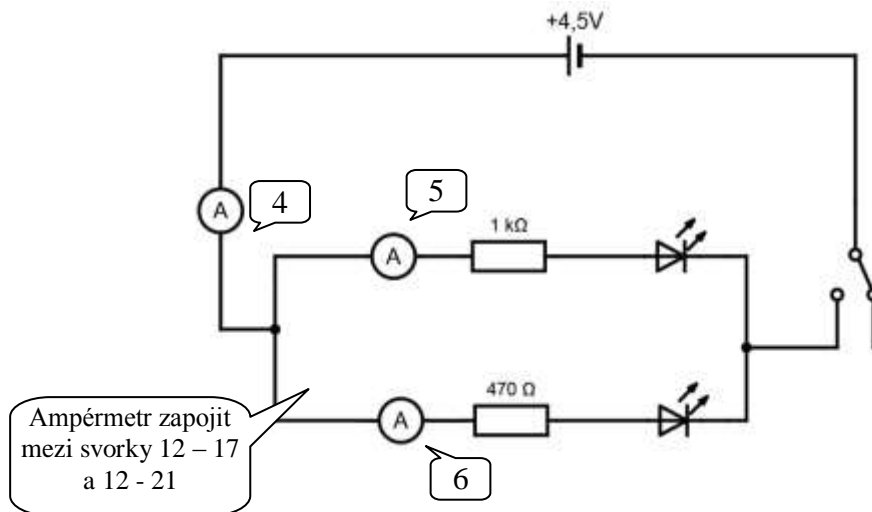 +4,5V
4
5
A
1 kΩ
A
470 Ω
Ampérmetr zapojit
mezi svorky 12 – 17
a 12 - 21
A
6